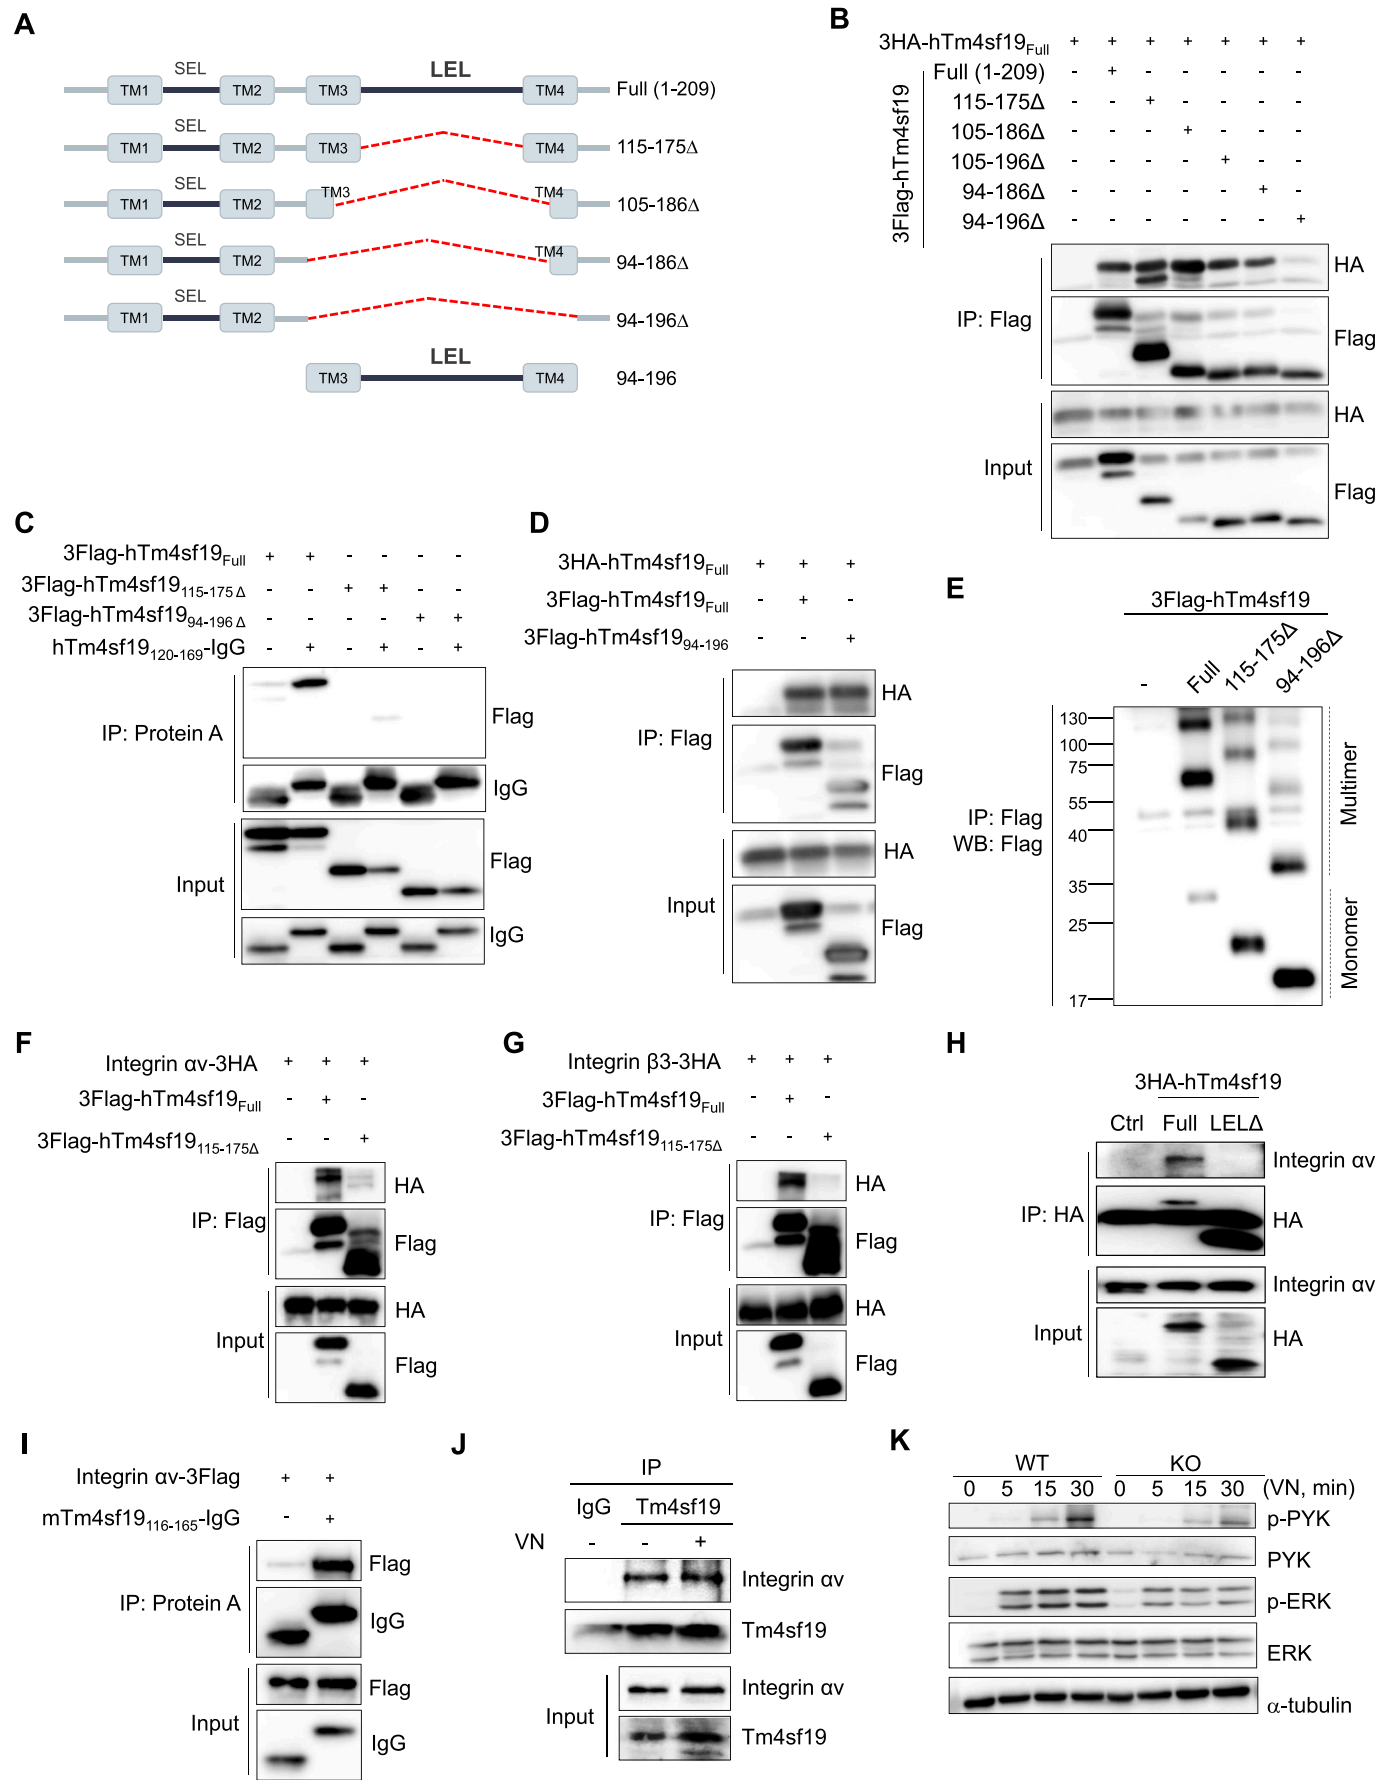 A
SEL LEL
TM1 TM2 TM3 TM4 Full (1-209)
SEL
TM1 TM2 TM3 TM4 115-175Δ
SEL
TM1 TM2 TM3 TM4 105-186Δ
SEL
TM1 TM2 TM4 94-186Δ
SEL
TM1 TM2 94-196Δ
LEL
TM3 TM4 94-196
B
3HA-hTm4sf19Full + + + + + + +
3Flag-hTm4sf19
Full (1-209) - + - - - - -
115-175Δ - - + - - - -
105-186Δ - - - + - - -
105-196Δ - - - - + - -
94-186Δ - - - - - + -
94-196Δ - - - - - - +
IP: Flag
HA
Flag
Input
HA
Flag
C
3Flag-hTm4sf19Full + + - - - -
3Flag-hTm4sf19115-175Δ - - + + - -
3Flag-hTm4sf1994-196Δ - - - - + +
hTm4sf19120-169-IgG - + - + - +
IP: Protein A
Flag
IgG
Input
Flag
IgG
D
3HA-hTm4sf19Full + + +
3Flag-hTm4sf19Full - + -
3Flag-hTm4sf1994-196 - - +
IP: Flag
HA
Flag
Input
HA
Flag
E
3Flag-hTm4sf19
- Full 115-175Δ 94-196Δ
130
100
75
55
40
35
25
17
IP: Flag
WB: Flag
Multimer
Monomer
F
Integrin αv-3HA + + +
3Flag-hTm4sf19Full - + -
3Flag-hTm4sf19115-175Δ - - +
IP: Flag
HA
Flag
Input
HA
Flag
G
Integrin β3-3HA + + +
3Flag-hTm4sf19Full - + -
3Flag-hTm4sf19115-175Δ - - +
IP: Flag
HA
Flag
Input
HA
Flag
H
3HA-hTm4sf19
Ctrl Full LELΔ
IP: HA
Integrin αv
HA
Input
Integrin αv
HA
I
Integrin αv-3Flag + +
mTm4sf19116-165-IgG - +
IP: Protein A
Flag
IgG
Input
Flag
IgG
J
IP
IgG Tm4sf19
VN - - +
Integrin αv
Tm4sf19
Input
Integrin αv
Tm4sf19
K
WT KO
0 5 15 30 0 5 15 30 (VN, min)
p-PYK
PYK
p-ERK
ERK
α-tubulin